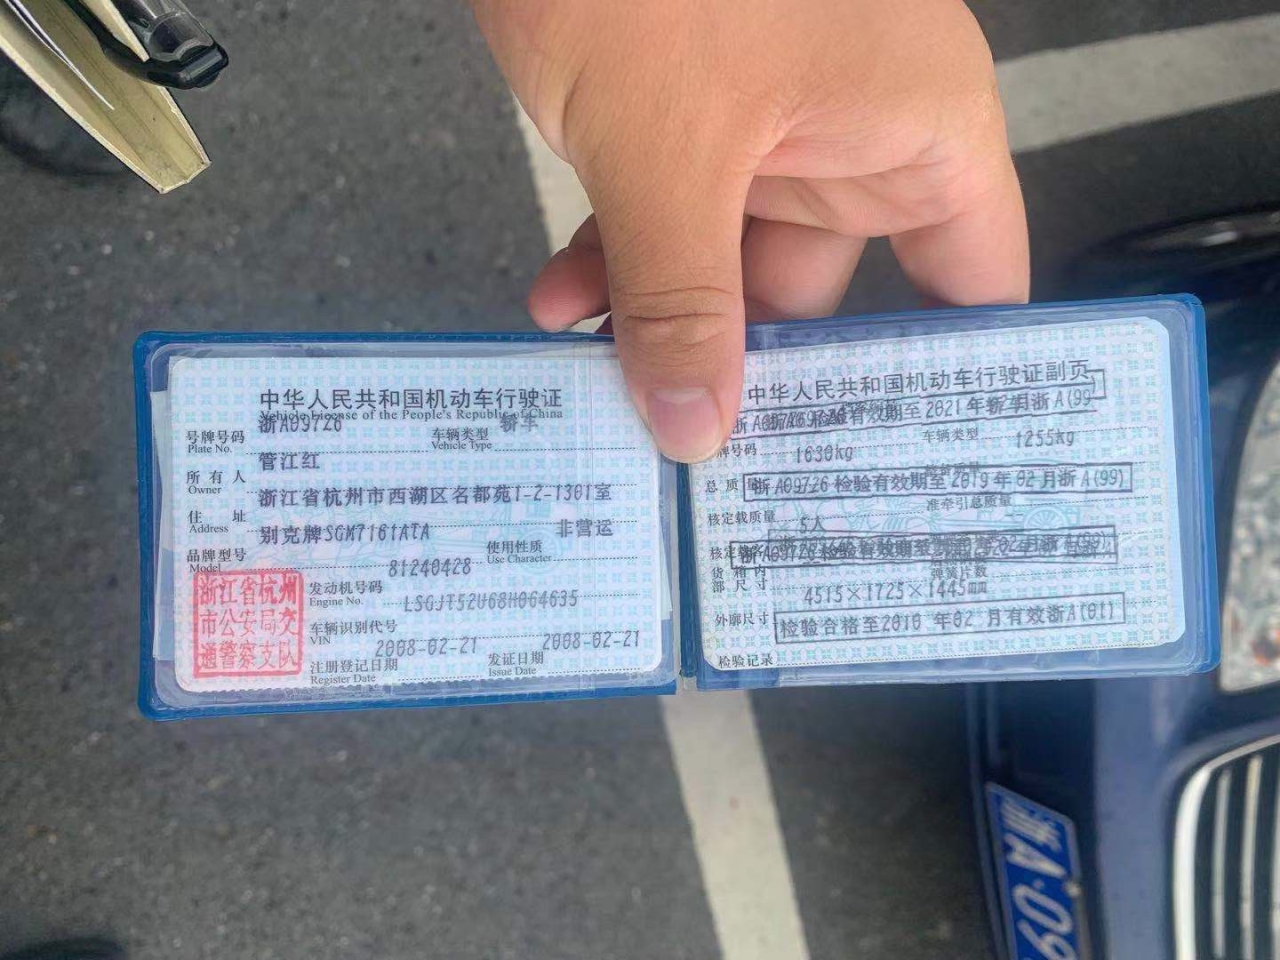 中华人民共和国机动车行驶证
Vehicle License of the People's Republic of China
号牌号码 浙A09726 车辆类型 轿车
Plate No. Vehicle Type
所有人 管江红
Owner
住址 浙江省杭州市西湖区名都苑1-2-1301室
Address
品牌型号 别克牌SGM7161ATA 使用性质 非营运
Model Use Character
发动机号码 81240428
Engine No.
车辆识别代号 LSGJT52U68H064635
VIN
注册登记日期 2008-02-21 发证日期 2008-02-21
Register Date Issue Date
浙江省杭州
市公安局交
通警察支队
中华人民共和国机动车行驶证副页
检验有效期至2021年 月浙A(99
牌号码 车辆类型
总质量 1630kg 1255kg
浙A09726 检验有效期至2019年02月浙A(99)
核定载质量 准牵引总质量
5人
货箱内
部尺寸 弹簧片数
外廓尺寸 4515×1725×1445mm
检验合格至2010 年02 月有效浙A(01)
检验记录
浙A·09